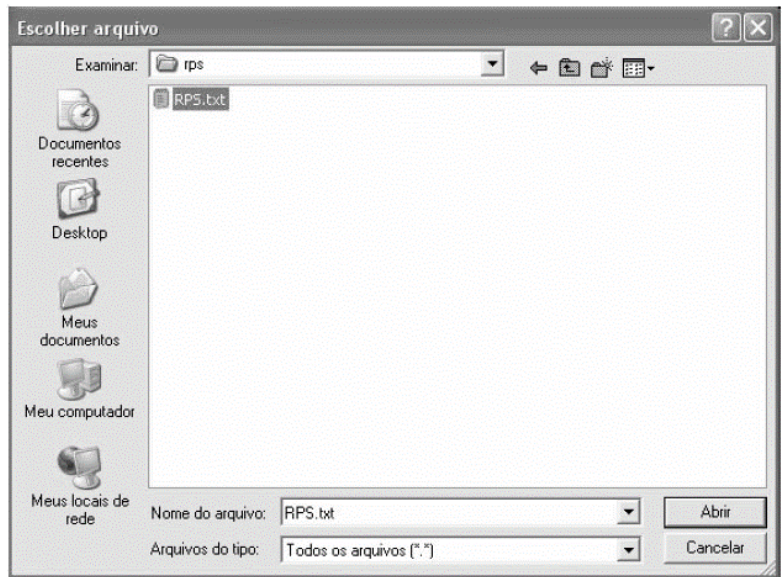 Escolher arquivo
Examinar:
rps
RPS.txt
Documentos
recentes
Desktop
Meus
documentos
Meu computador
Meus locais de
rede
Nome do arquivo:
RPS.txt
Abrir
Arquivos do tipo:
Todos os arquivos (*.*)
Cancelar